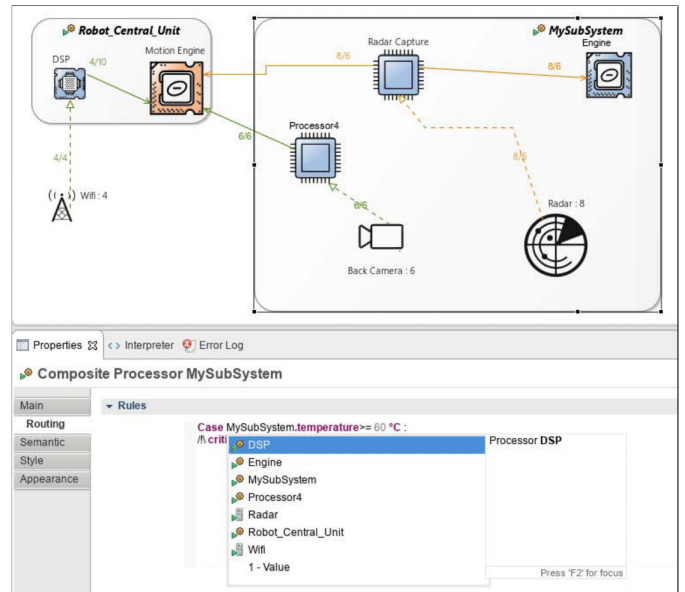 Robot_Central_Unit
MySubSystem
DSP
4/10
Motion Engine
8/6
Radar Capture
8/6
Engine
6/6
Processor4
4/4
8/6
Wifi : 4
6/6
Radar : 8
Back Camera : 6
Properties
Interpreter
Error Log
Composite Processor MySubSystem
Main
Rules
Routing
Semantic
Style
Appearance
Case MySubSystem.temperature>= 60 °C :
/!\ criti
DSP
Engine
MySubSystem
Processor4
Radar
Robot_Central_Unit
Wifi
1 - Value
Processor DSP
Press 'F2' for focus